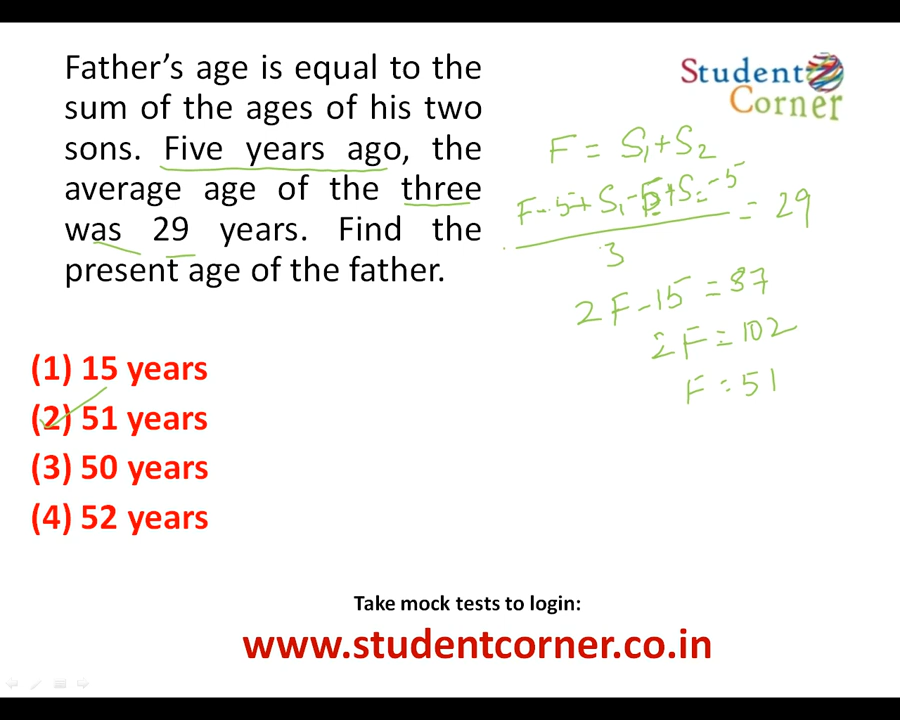 Father's age is equal to the
sum of the ages of his two
sons. Five years ago, the
average age of the three
was 29 years. Find the
present age of the father.
Student
Corner
F = S₁+S₂
F-5+S₁-5+S₂-5
= 29
3
2F-15=87
2F=102
F=51
(1) 15 years
(2) 51 years
(3) 50 years
(4) 52 years
Take mock tests to login:
www.studentcorner.co.in